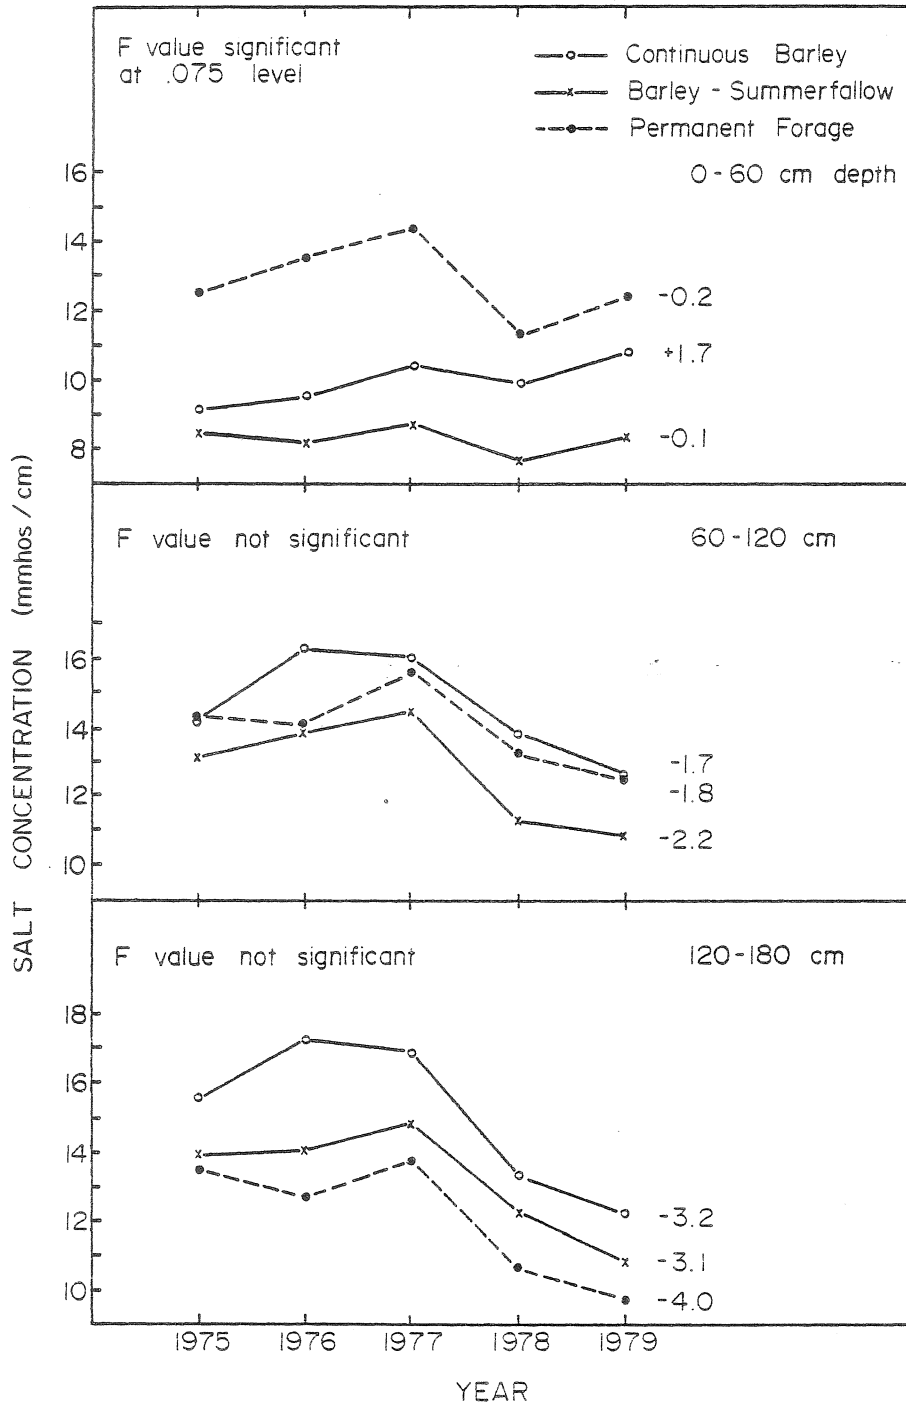 F value significant
at .075 level
Continuous Barley
Barley - Summerfallow
Permanent Forage
0-60 cm depth
16
14
12
10
8
-0.2
+1.7
-0.1
SALT CONCENTRATION (mmhos/cm)
F value not significant
60-120 cm
16
14
12
10
-1.7
-1.8
-2.2
F value not significant
120-180 cm
18
16
14
12
10
-3.2
-3.1
-4.0
1975 1976 1977 1978 1979
YEAR